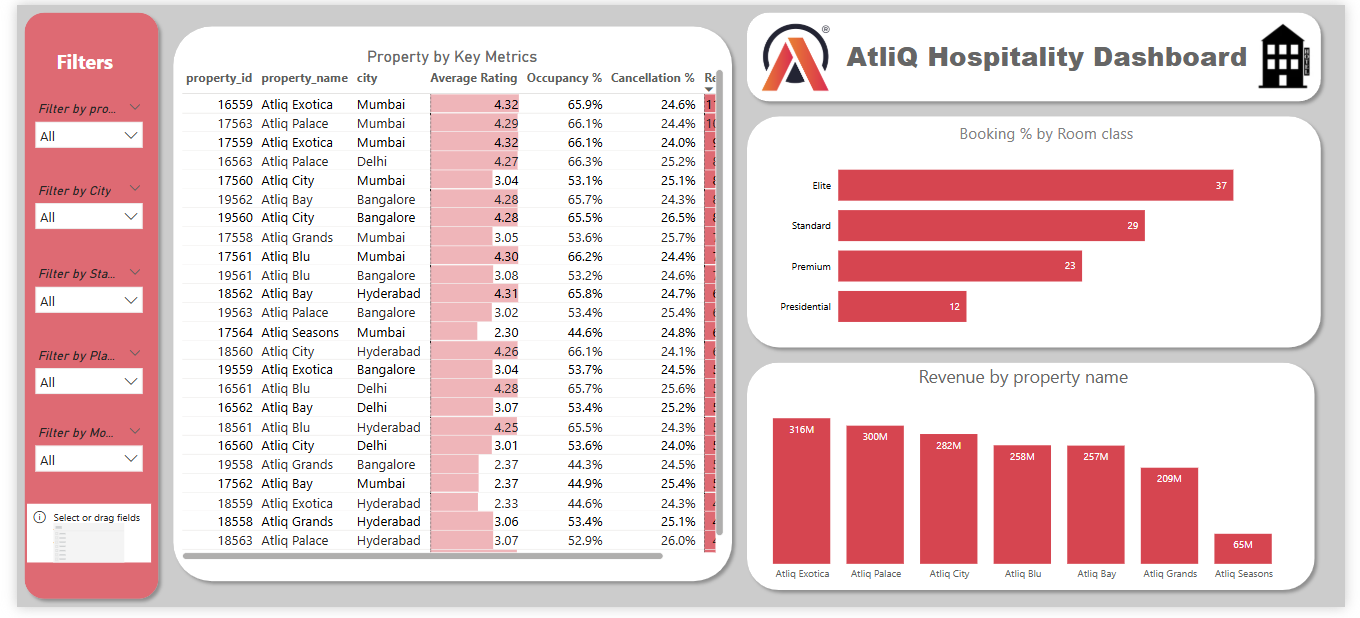 Filters
Filter by pro...
All
Filter by City
All
Filter by Sta...
All
Filter by Pla...
All
Filter by Mo...
All
Select or drag fields
Property by Key Metrics
property_id property_name city Average Rating Occupancy % Cancellation % Re
16559 Atliq Exotica Mumbai 4.32 65.9% 24.6%
17563 Atliq Palace Mumbai 4.29 66.1% 24.4%
17559 Atliq Exotica Mumbai 4.32 66.1% 24.0%
16563 Atliq Palace Delhi 4.27 66.3% 25.2%
17560 Atliq City Mumbai 3.04 53.1% 25.1%
19562 Atliq Bay Bangalore 4.28 65.7% 24.3%
19560 Atliq City Bangalore 4.28 65.5% 26.5%
17558 Atliq Grands Mumbai 3.05 53.6% 25.7%
17561 Atliq Blu Mumbai 4.30 66.2% 24.4%
19561 Atliq Blu Bangalore 3.08 53.2% 24.6%
18562 Atliq Bay Hyderabad 4.31 65.8% 24.7%
19563 Atliq Palace Bangalore 3.02 53.4% 25.4%
17564 Atliq Seasons Mumbai 2.30 44.6% 24.8%
18560 Atliq City Hyderabad 4.26 66.1% 24.1%
19559 Atliq Exotica Bangalore 3.04 53.7% 24.5%
16561 Atliq Blu Delhi 4.28 65.7% 25.6%
16562 Atliq Bay Delhi 3.07 53.4% 25.2%
18561 Atliq Blu Hyderabad 4.25 65.5% 24.3%
16560 Atliq City Delhi 3.01 53.6% 24.0%
19558 Atliq Grands Bangalore 2.37 44.3% 24.5%
17562 Atliq Bay Mumbai 2.37 44.9% 25.4%
18559 Atliq Exotica Hyderabad 2.33 44.6% 24.3%
18558 Atliq Grands Hyderabad 3.06 53.4% 25.1%
18563 Atliq Palace Hyderabad 3.07 52.9% 26.0%
AtliQ Hospitality Dashboard
HOTEL
Booking % by Room class
Elite 37
Standard 29
Premium 23
Presidential 12
Revenue by property name
316M 300M 282M 258M 257M 209M 65M
Atliq Exotica Atliq Palace Atliq City Atliq Blu Atliq Bay Atliq Grands Atliq Seasons